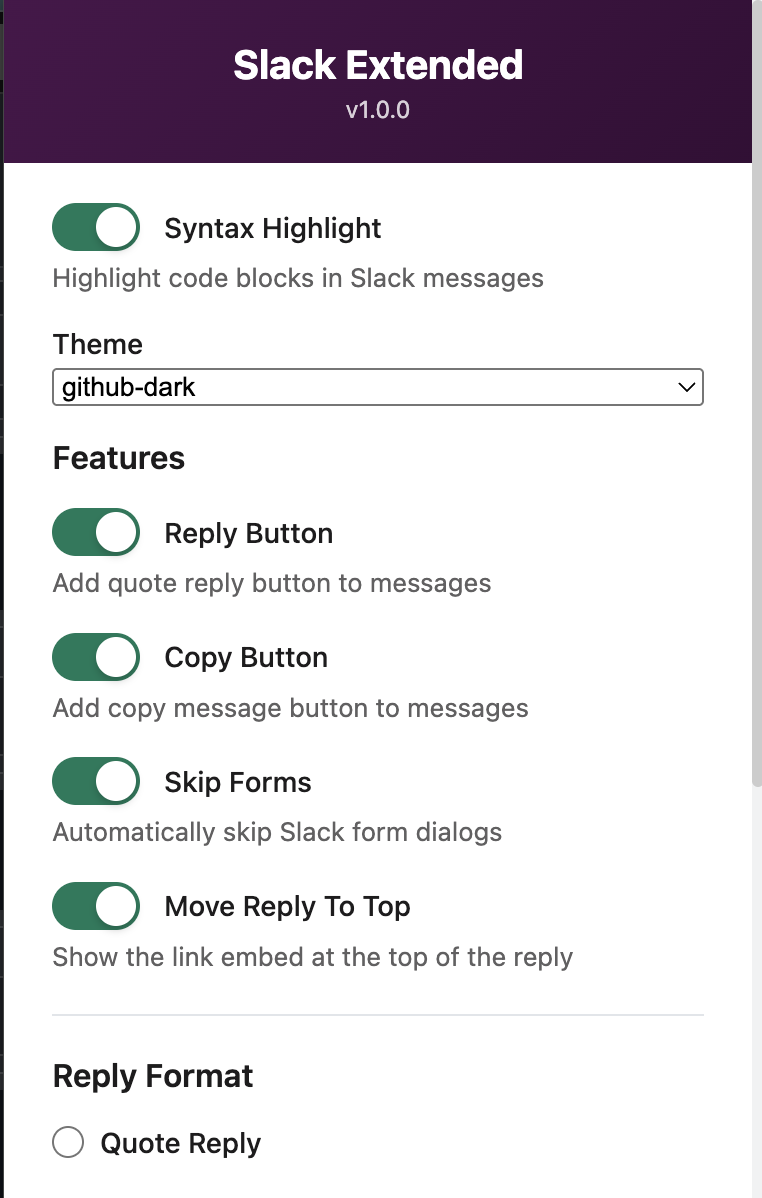 Slack Extended
v1.0.0
Syntax Highlight
Highlight code blocks in Slack messages
Theme
github-dark
Features
Reply Button
Add quote reply button to messages
Copy Button
Add copy message button to messages
Skip Forms
Automatically skip Slack form dialogs
Move Reply To Top
Show the link embed at the top of the reply
Reply Format
Quote Reply